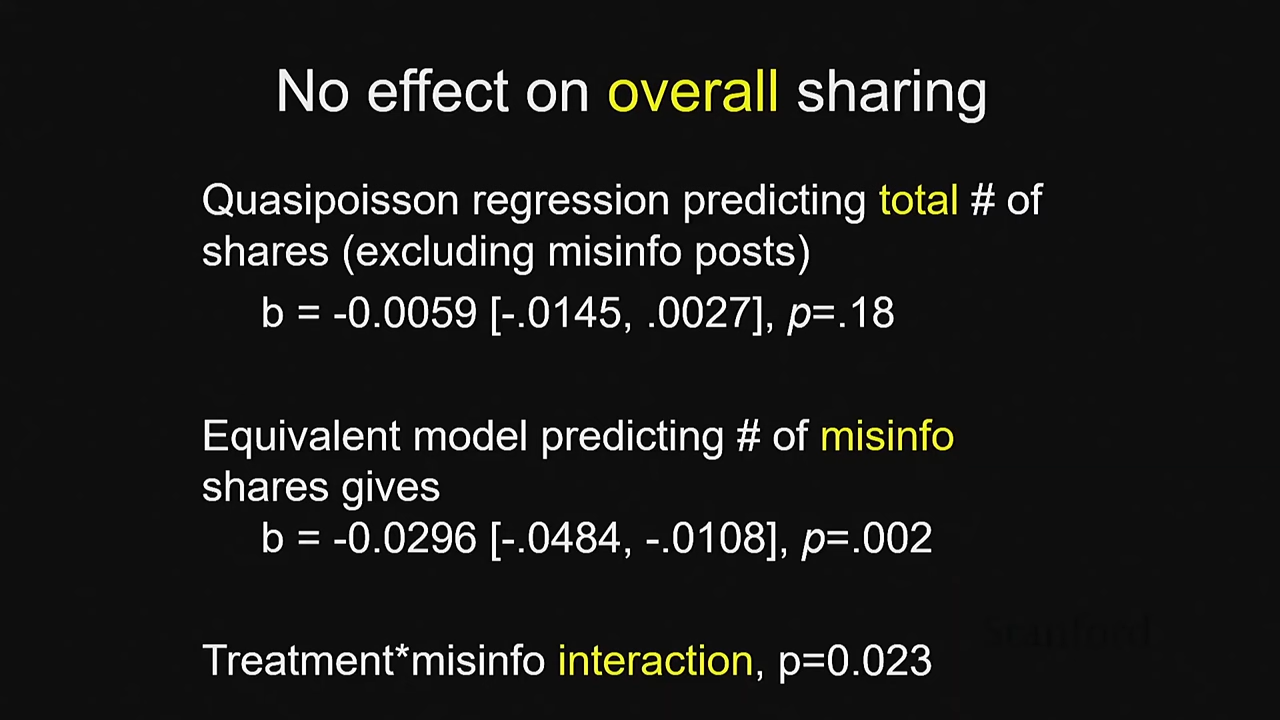 No effect on overall sharing
Quasipoisson regression predicting total # of
shares (excluding misinfo posts)
b = -0.0059 [-.0145, .0027], p=.18
Equivalent model predicting # of misinfo
shares gives
b = -0.0296 [-.0484, -.0108], p=.002
Stanford
Treatment*misinfo interaction, p=0.023